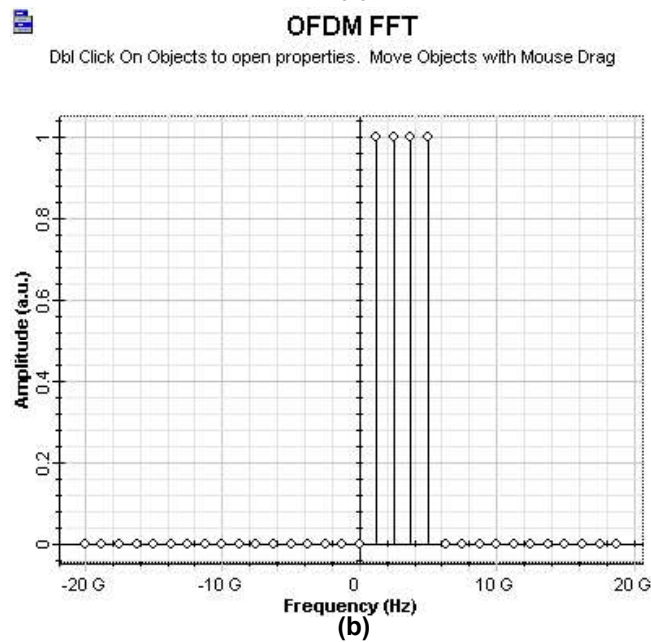 OFDM FFT
Dbl Click On Objects to open properties. Move Objects with Mouse Drag
1
0.8
0.6
0.4
0.2
0
Amplitude (a.u.)
-20 G -10 G 0 10 G 20 G
Frequency (Hz)
(b)